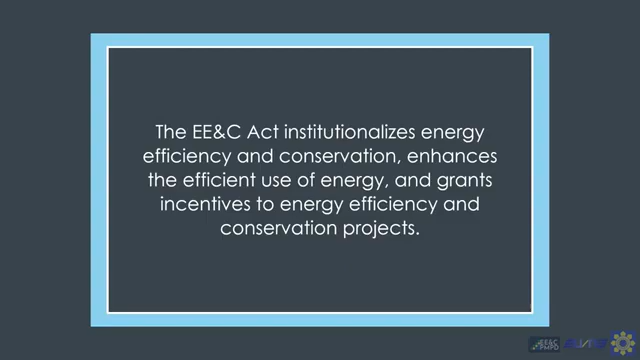 The EE&C Act institutionalizes energy
efficiency and conservation, enhances
the efficient use of energy, and grants
incentives to energy efficiency and
conservation projects.
EE&C